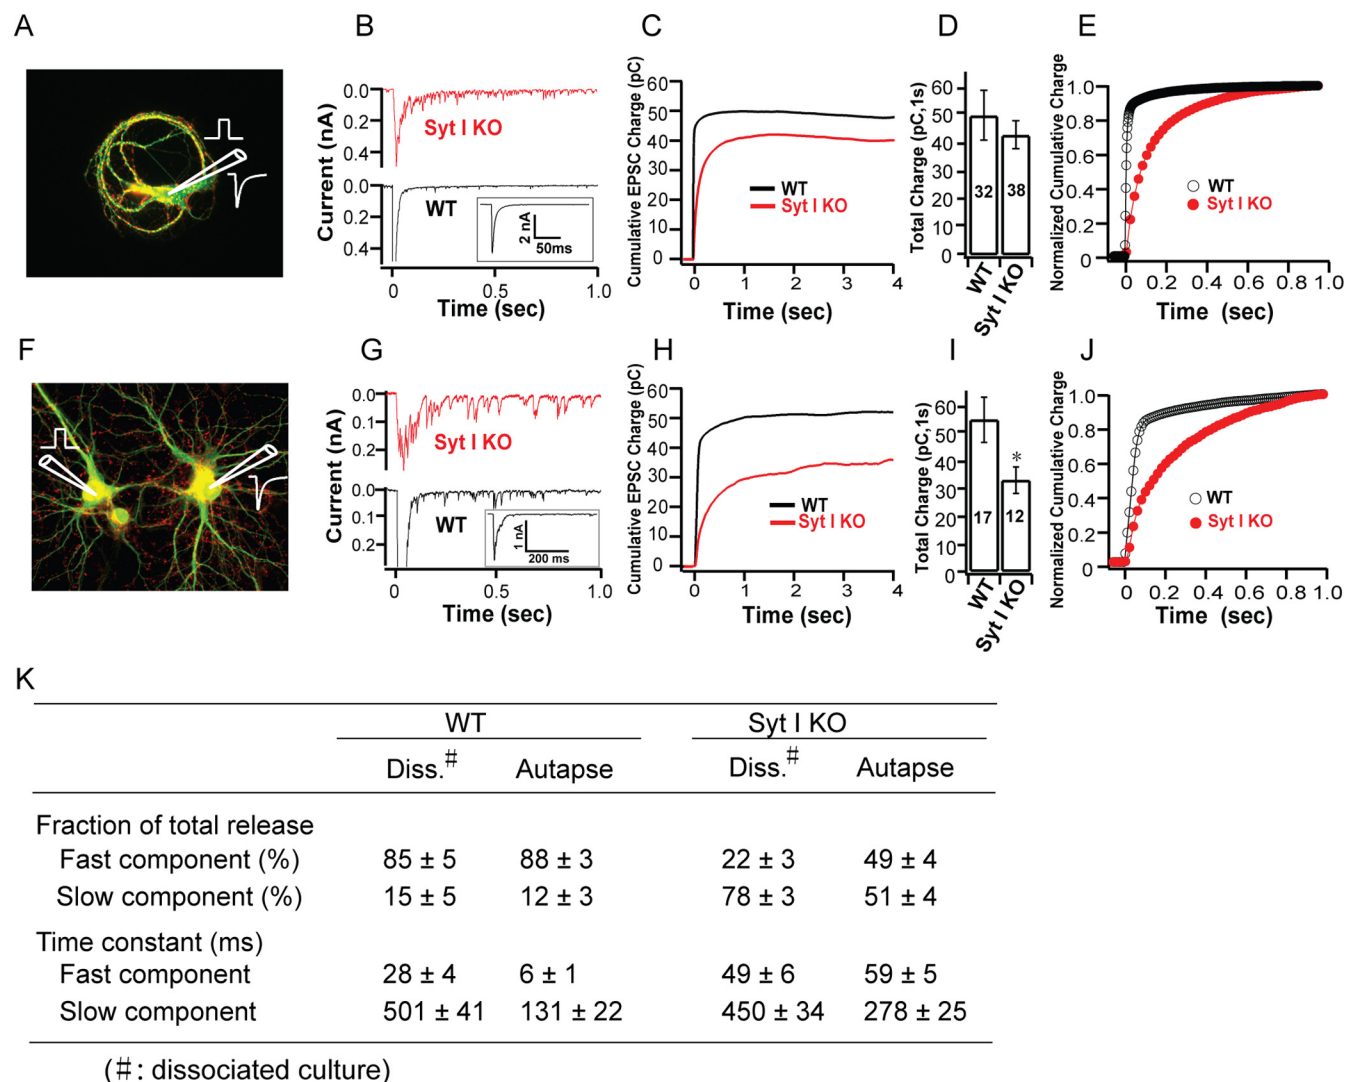 A
B
C
D
E
0.0
0.2
0.4
0.0
0.2
0.4
Current (nA)
Syt I KO
WT
2 nA
50ms
0
0.5
1.0
Time (sec)
Cumulative EPSC Charge (pC)
60
50
40
30
20
10
0
WT
Syt I KO
0 1 2 3 4
Time (sec)
Total Charge (pC,1s)
60
50
40
30
20
10
0
32
38
WT
Syt I KO
Normalized Cumulative Charge
1.0
0.8
0.6
0.4
0.2
0
WT
Syt I KO
0 0.2 0.4 0.6 0.8 1.0
Time (sec)
F
G
H
I
J
Current (nA)
0.0
0.1
0.2
0.0
0.1
0.2
Syt I KO
WT
1 nA
200 ms
0
0.5
1.0
Time (sec)
Cumulative EPSC Charge (pC)
60
50
40
30
20
10
0
WT
Syt I KO
0 1 2 3 4
Time (sec)
Total Charge (pC,1s)
60
50
40
30
20
10
0
*
17
12
WT
Syt I KO
Normalized Cumulative Charge
1.0
0.8
0.6
0.4
0.2
0
WT
Syt I KO
0 0.2 0.4 0.6 0.8 1.0
Time (sec)
K
WT Syt I KO
Diss.# Autapse Diss.# Autapse
Fraction of total release
Fast component (%) 85 ± 5 88 ± 3 22 ± 3 49 ± 4
Slow component (%) 15 ± 5 12 ± 3 78 ± 3 51 ± 4
Time constant (ms)
Fast component 28 ± 4 6 ± 1 49 ± 6 59 ± 5
Slow component 501 ± 41 131 ± 22 450 ± 34 278 ± 25
(#: dissociated culture)